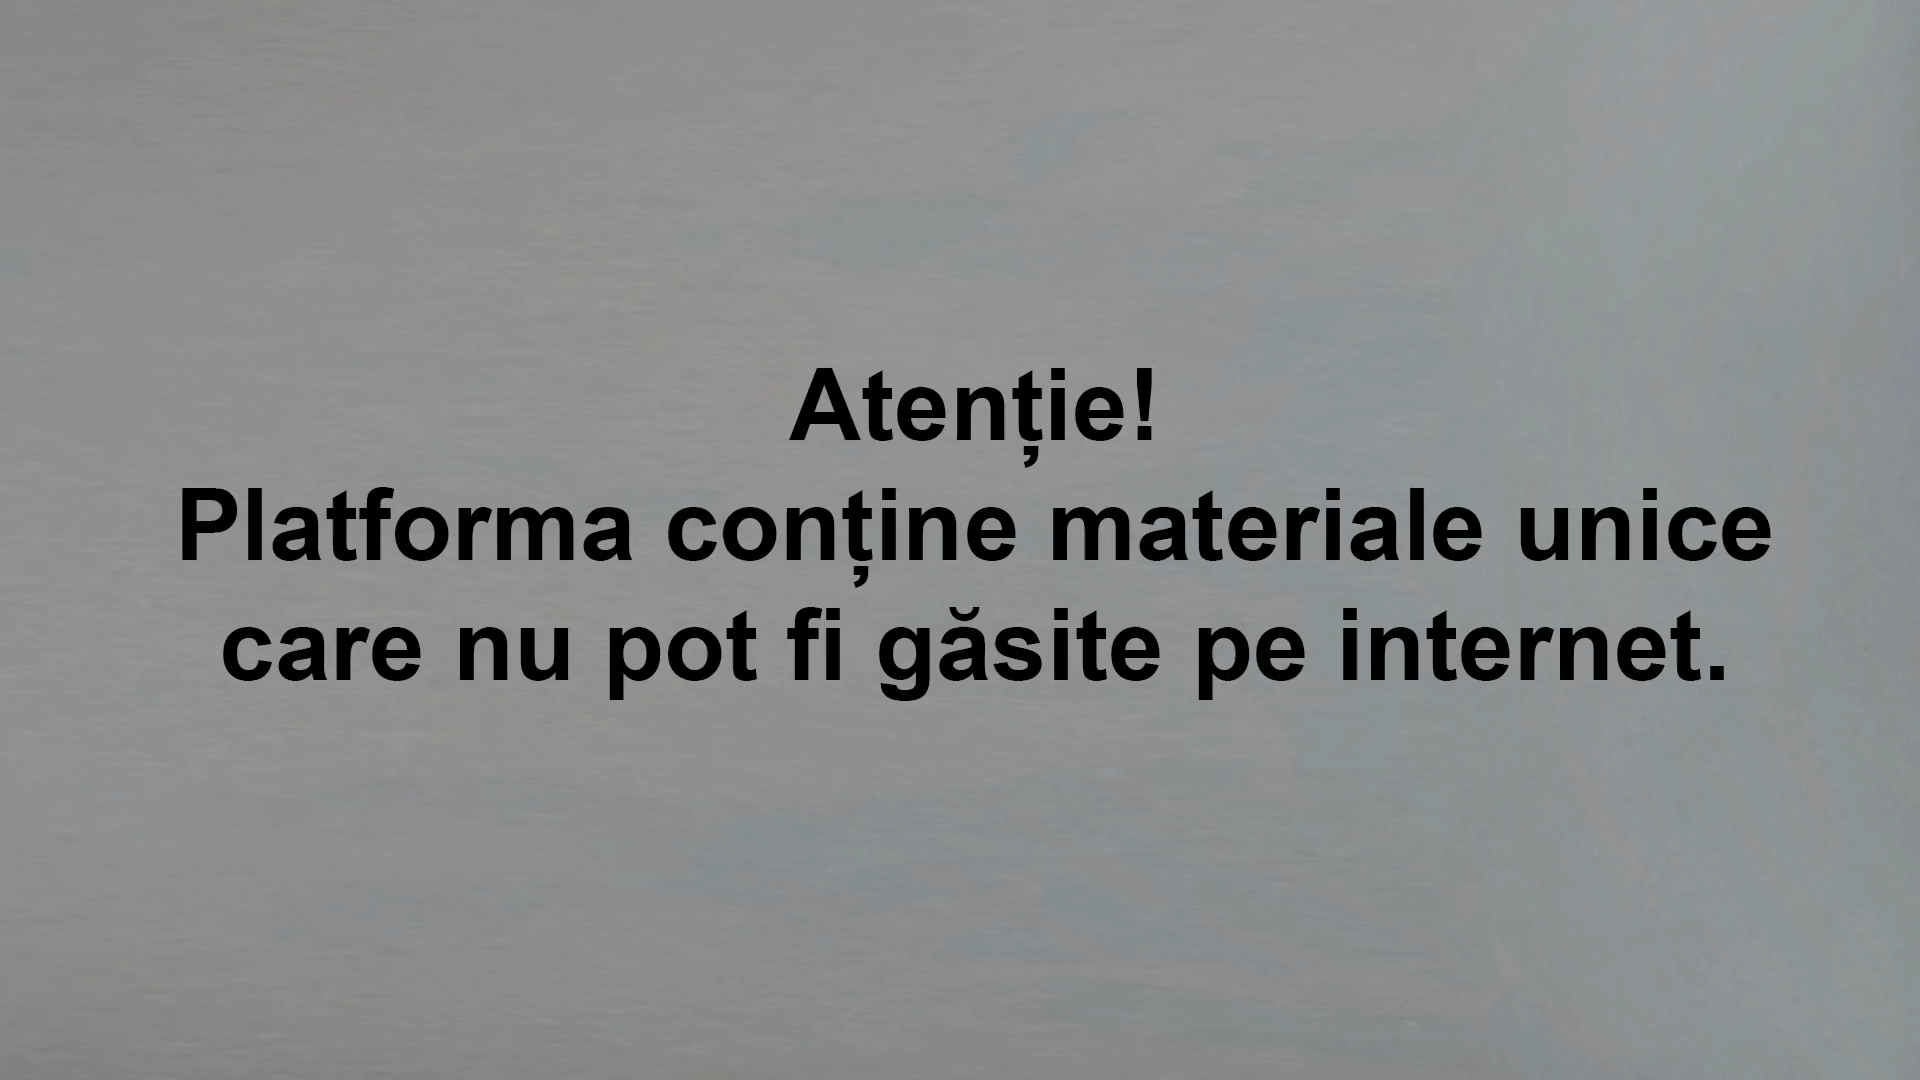 Atenție!
Platforma conține materiale unice
care nu pot fi găsite pe internet.